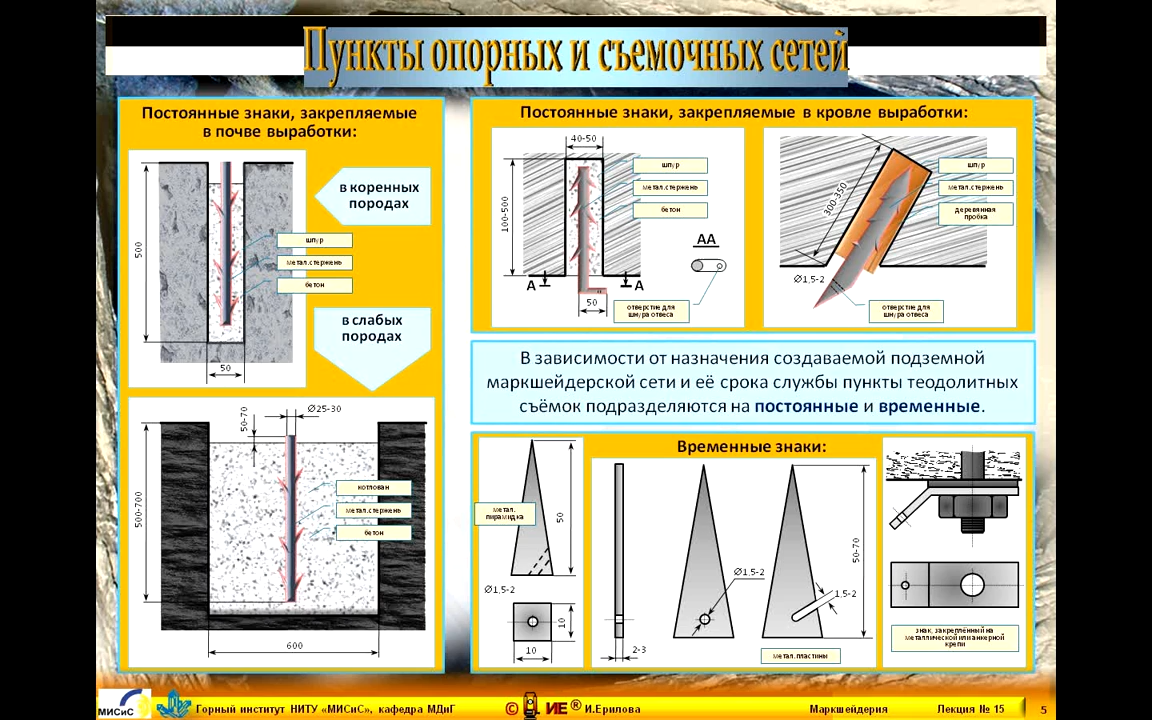 Пункты опорных и съемочных сетей
Постоянные знаки, закрепляемые
в почве выработки:
500
50
в коренных
породах
шпур
метал.стержень
бетон
в слабых
породах
50-70
Ø25-30
500-700
600
котлован
метал.стержень
бетон
Постоянные знаки, закрепляемые в кровле выработки:
40-50
100-500
шпур
метал.стержень
бетон
АА
А
А
50
отверстие для
шнура отвеса
300-350
шпур
метал.стержень
деревянная
пробка
Ø1,5-2
отверстие для
шнура отвеса
В зависимости от назначения создаваемой подземной
маркшейдерской сети и её срока службы пункты теодолитных
съёмок подразделяются на постоянные и временные.
Временные знаки:
метал.
пирамидка
50
Ø1,5-2
10
10
2-3
Ø1,5-2
1,5-2
50-70
метал.пластины
знак, закреплённый на
металлической или анкерной
крепи
МИСиС
Горный институт НИТУ «МИСиС», кафедра МДиГ
© ИЕ® И.Ерилова
Маркшейдерия
Лекция № 15
5